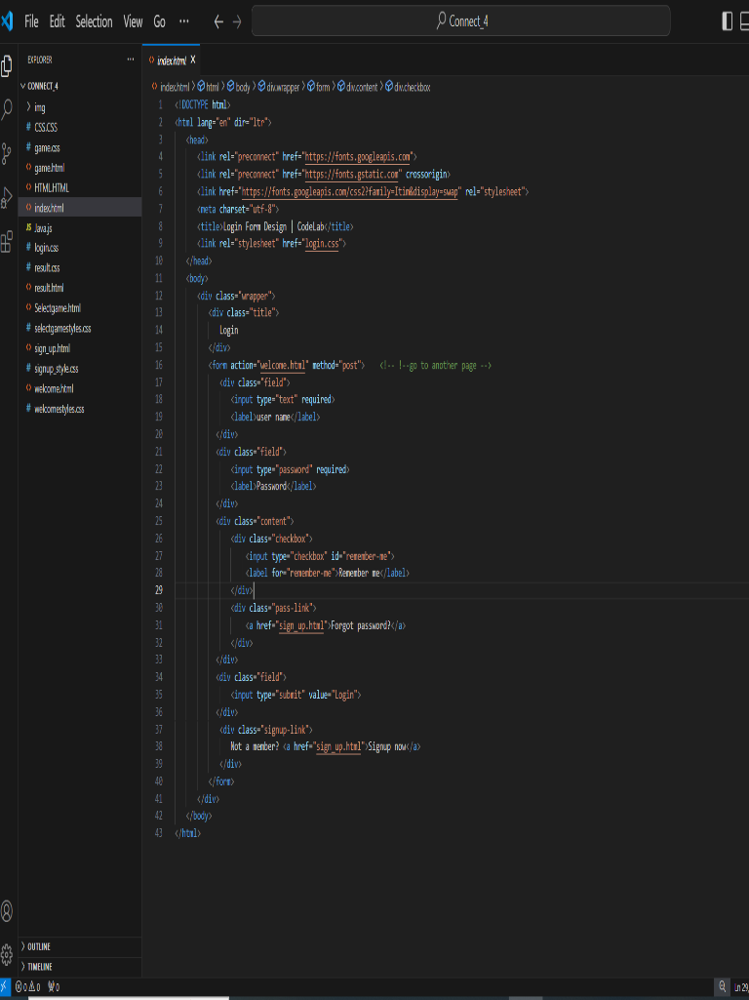 File Edit Selection View Go ··· Connect_4
EXPLORER ···
CONNECT_4
img
# CSS.CSS
# game.css
<> game.html
<> HTML.HTML
<> index.html
JS Java.js
# login.css
# result.css
<> result.html
<> Selectgame.html
# selectgamestyles.css
<> sign_up.html
# signup_style.css
<> welcome.html
# welcomestyles.css
OUTLINE
TIMELINE
<> index.html X
<> index.html > html > body > div.wrapper > form > div.content > div.checkbox
1 <!DOCTYPE html>
2 <html lang="en" dir="ltr">
3 <head>
4 <link rel="preconnect" href="https://fonts.googleapis.com">
5 <link rel="preconnect" href="https://fonts.gstatic.com" crossorigin>
6 <link href="https://fonts.googleapis.com/css2?family=Itim&display=swap" rel="stylesheet">
7 <meta charset="utf-8">
8 <title>Login Form Design | CodeLab</title>
9 <link rel="stylesheet" href="login.css">
10 </head>
11 <body>
12 <div class="wrapper">
13 <div class="title">
14 Login
15 </div>
16 <form action="welcome.html" method="post"> <!-- !--go to another page -->
17 <div class="field">
18 <input type="text" required>
19 <label>user name</label>
20 </div>
21 <div class="field">
22 <input type="password" required>
23 <label>Password</label>
24 </div>
25 <div class="content">
26 <div class="checkbox">
27 <input type="checkbox" id="remember-me">
28 <label for="remember-me">Remember me</label>
29 </div>
30 <div class="pass-link">
31 <a href="sign_up.html">Forgot password?</a>
32 </div>
33 </div>
34 <div class="field">
35 <input type="submit" value="Login">
36 </div>
37 <div class="signup-link">
38 Not a member? <a href="sign_up.html">Signup now</a>
39 </div>
40 </form>
41 </div>
42 </body>
43 </html>
0 0 0 Ln 29,